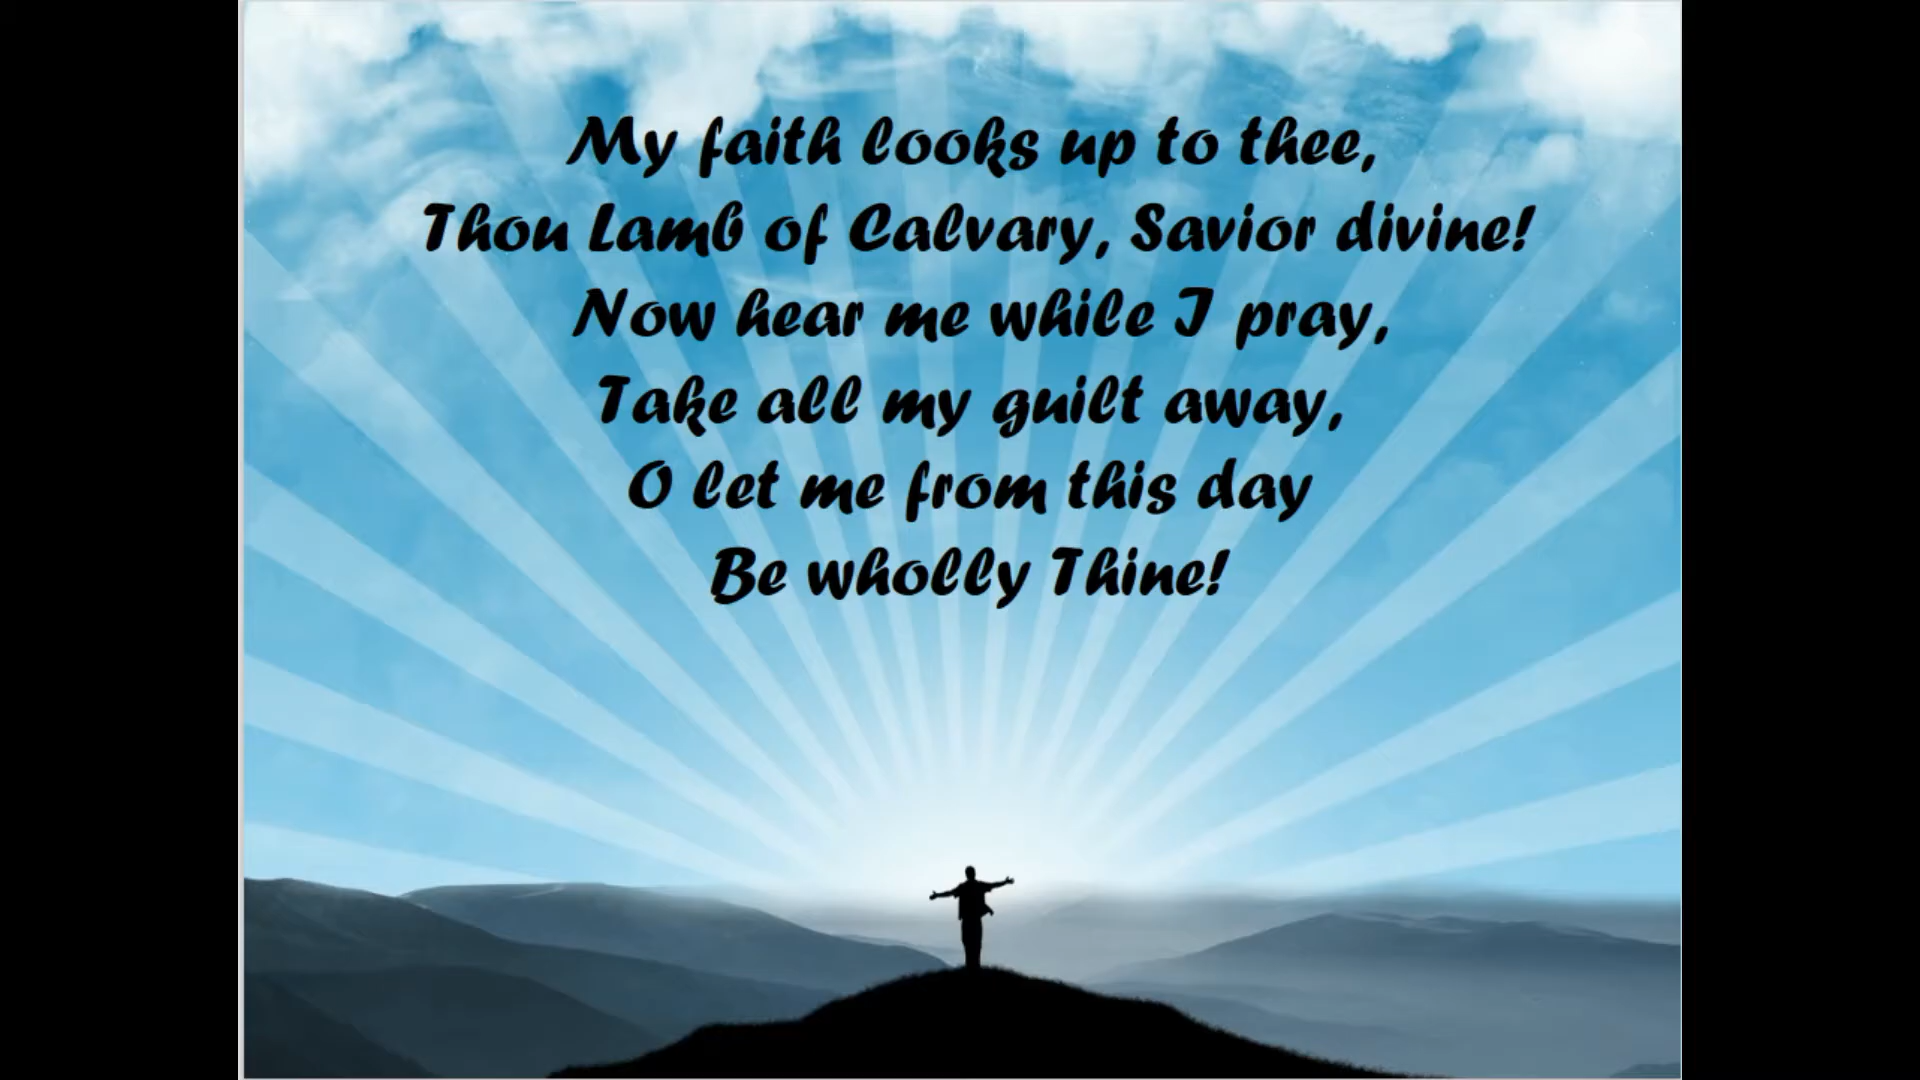 My faith looks up to thee,
Thou Lamb of Calvary, Savior divine!
Now hear me while I pray,
Take all my guilt away,
O let me from this day
Be wholly Thine!